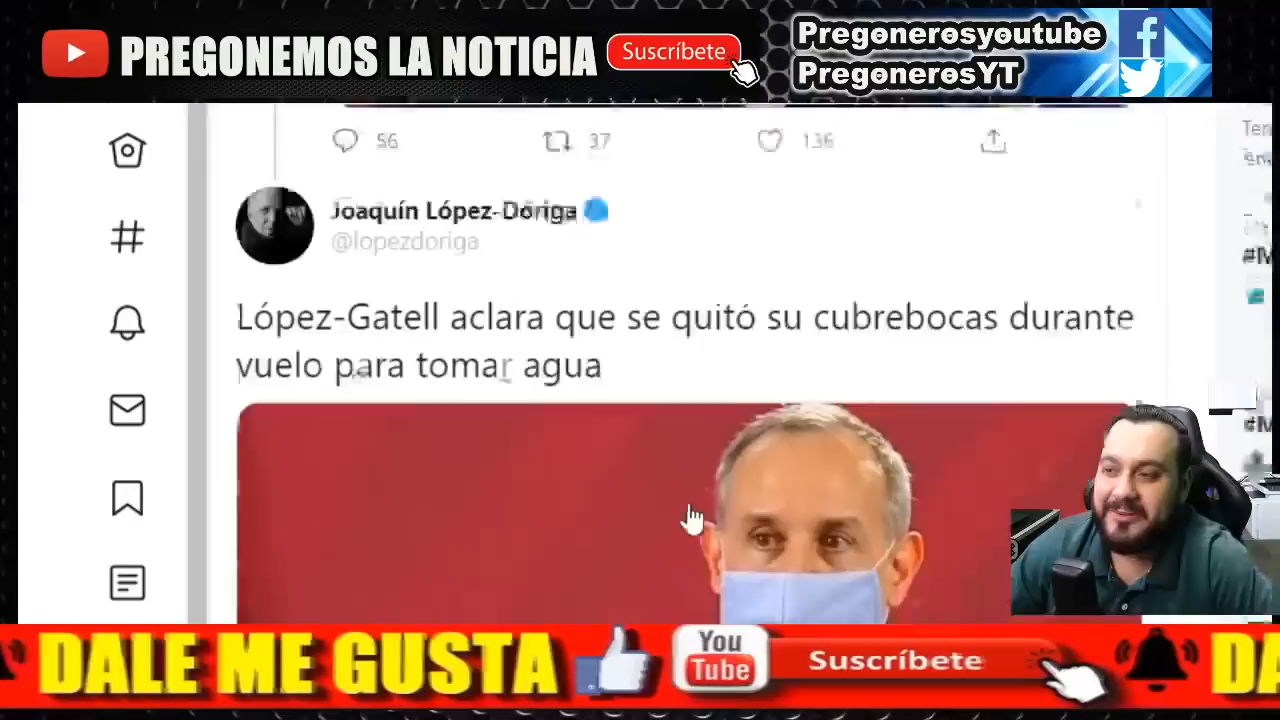 PREGONEMOS LA NOTICIA
Suscríbete
Pregonerosyoutube
PregonerosYT
56
37
136
Joaquín López-Dóriga
@lopezdoriga
López-Gatell aclara que se quitó su cubrebocas durante
vuelo para tomar agua
#M
DALE ME GUSTA
You
Tube
Suscríbete
DA